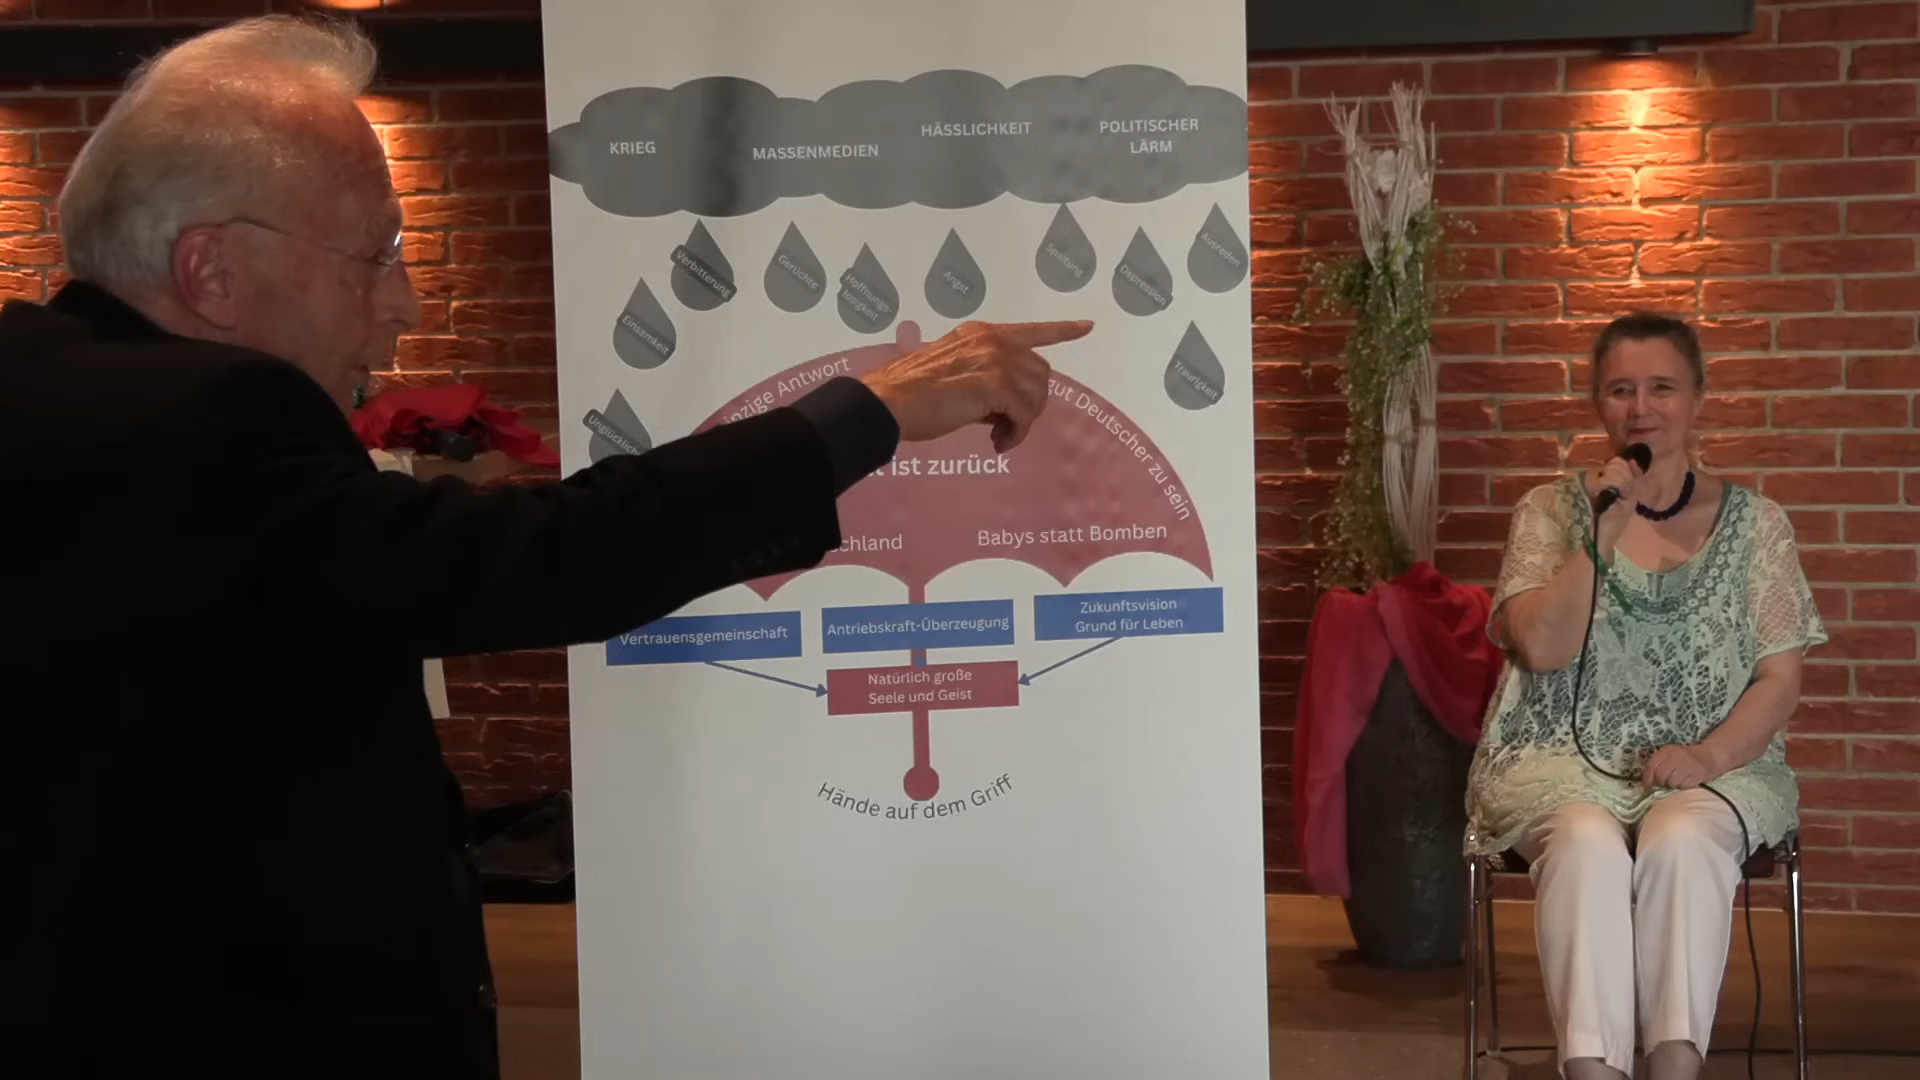 KRIEG
MASSENMEDIEN
HÄSSLICHKEIT
POLITISCHER
LÄRM
Einsamkeit
Verbitterung
Gerüchte
Hoffnungs-
losigkeit
Angst
Spaltung
Depression
Ausreden
Traurigkeit
Unglücklich
Antwort
gut Deutscher zu sein
ist zurück
Babys statt Bomben
Vertrauensgemeinschaft
Antriebskraft-Überzeugung
Zukunftsvision
Grund für Leben
Natürlich große
Seele und Geist
Hände auf dem Griff